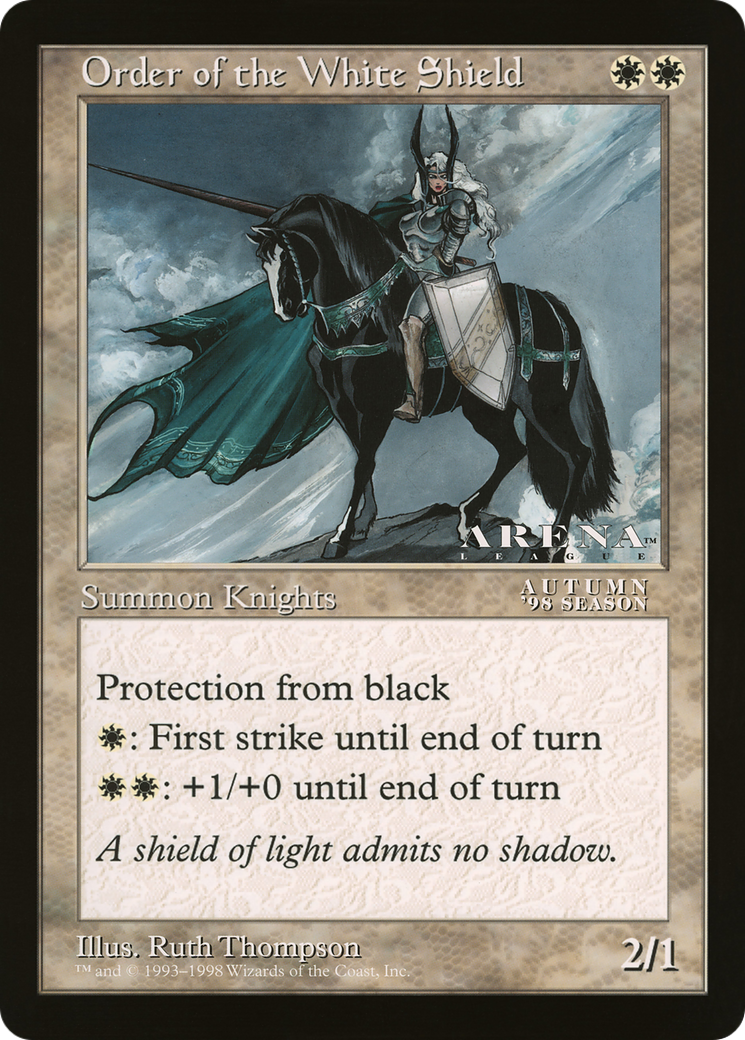 Order of the White Shield
ARENA™
LEAGUE
Summon Knights
AUTUMN
'98 SEASON
Protection from black
: First strike until end of turn
: +1/+0 until end of turn
A shield of light admits no shadow.
Illus. Ruth Thompson
™ and © 1993–1998 Wizards of the Coast, Inc.
2/1